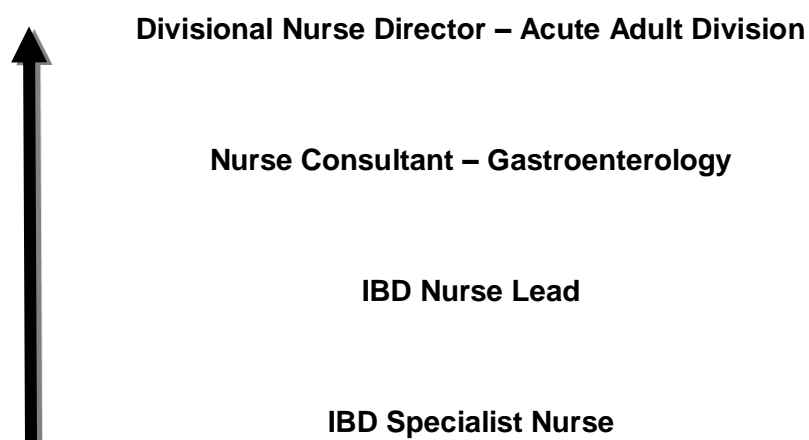 Divisional Nurse Director – Acute Adult Division
Nurse Consultant – Gastroenterology
IBD Nurse Lead
IBD Specialist Nurse